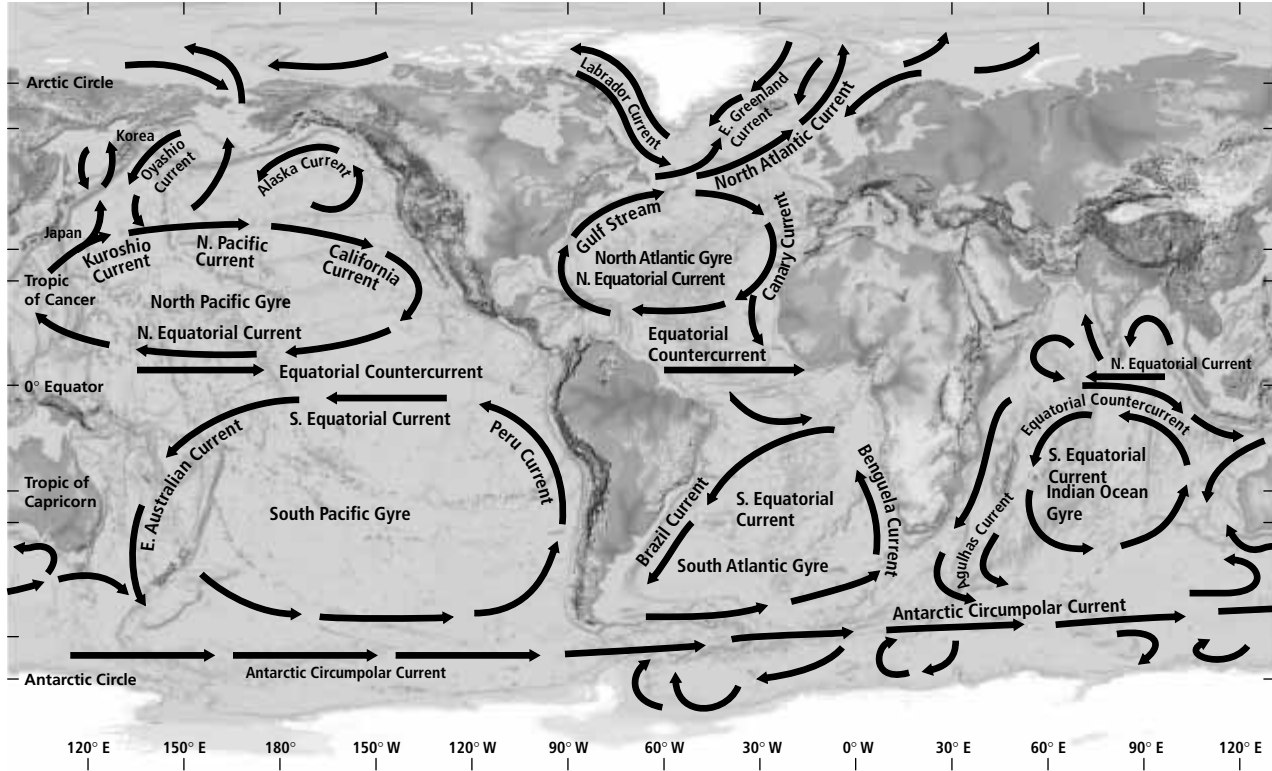 Arctic Circle
Labrador Current
E. Greenland
Current
North Atlantic Current
Korea
Oyashio
Current
Alaska Current
Japan
Kuroshio
Current
N. Pacific
Current
California
Current
Gulf Stream
North Atlantic Gyre
N. Equatorial Current
Canary Current
Tropic
of Cancer
North Pacific Gyre
N. Equatorial Current
Equatorial
Countercurrent
N. Equatorial Current
0° Equator
Equatorial Countercurrent
S. Equatorial Current
Equatorial Countercurrent
E. Australian Current
Peru Current
Tropic of
Capricorn
South Pacific Gyre
Brazil Current
S. Equatorial
Current
Benguela Current
South Atlantic Gyre
Agulhas Current
S. Equatorial
Current
Indian Ocean
Gyre
Antarctic Circumpolar Current
Antarctic Circumpolar Current
Antarctic Circle
120° E
150° E
180°
150° W
120° W
90° W
60° W
30° W
0° W
30° E
60° E
90° E
120° E